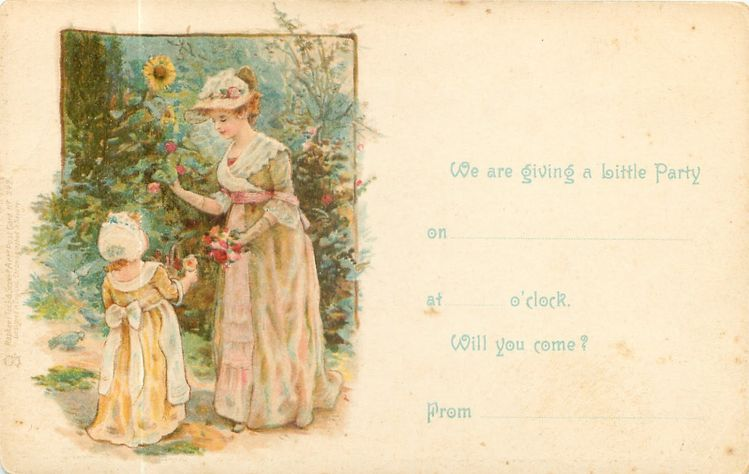 We are giving a Little Party
on
at o'clock.
Will you come?
From